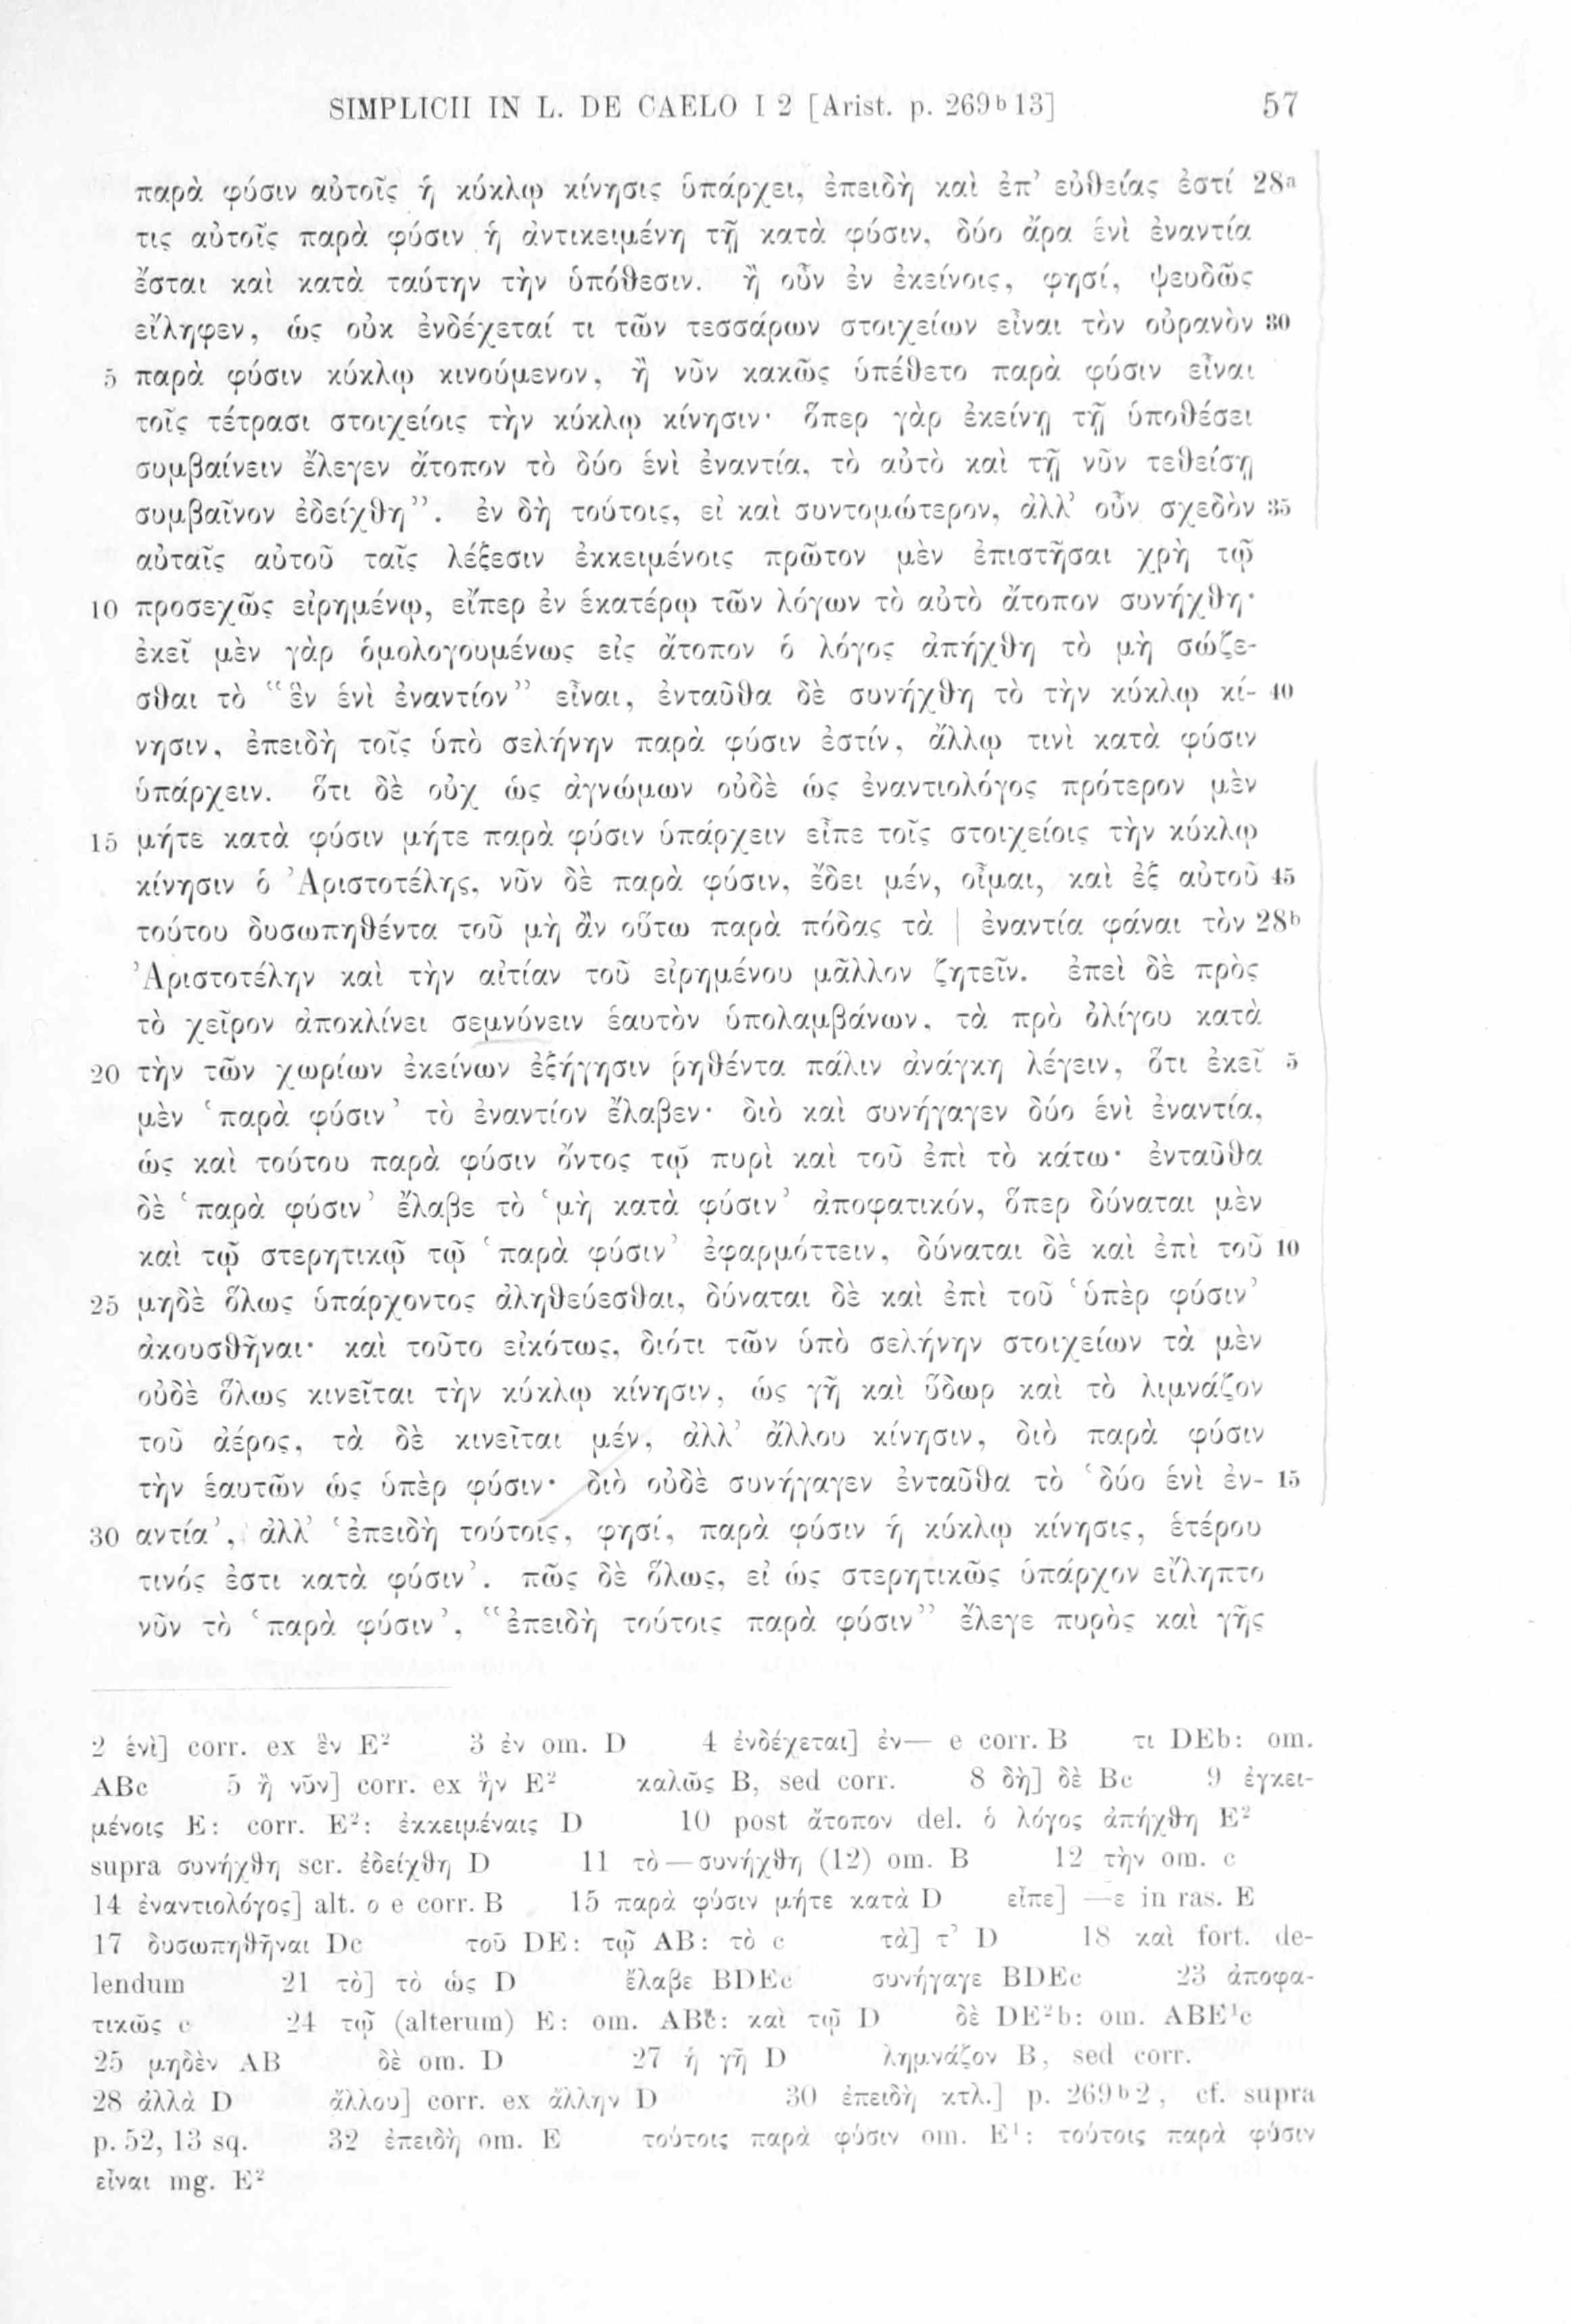 SIMPLICII IN L. DE CAELO I 2 [Arist. p. 269b13] 57
παρὰ φύσιν αὐτοῖς ἡ κύκλῳ κίνησις ὑπάρχει, ἐπειδὴ καὶ ἐπ’ εὐθείας ἐστί 28a
τις αὐτοῖς παρὰ φύσιν ἡ ἀντικειμένη τῇ κατὰ φύσιν, δύο ἄρα ἑνὶ ἐναντία
ἔσται καὶ κατὰ ταύτην τὴν ὑπόθεσιν. ἢ οὖν ἐν ἐκείνοις, φησί, ψευδῶς
εἴληφεν, ὡς οὐκ ἐνδέχεταί τι τῶν τεσσάρων στοιχείων εἶναι τὸν οὐρανὸν 30
5 παρὰ φύσιν κύκλῳ κινούμενον, ἢ νῦν κακῶς ὑπέθετο παρὰ φύσιν εἶναι
τοῖς τέτρασι στοιχείοις τὴν κύκλῳ κίνησιν· ὅπερ γὰρ ἐκείνῃ τῇ ὑποθέσει
συμβαίνειν ἔλεγεν ἄτοπον τὸ δύο ἑνὶ ἐναντία, τὸ αὐτὸ καὶ τῇ νῦν τεθείσῃ
συμβαῖνον ἐδείχθη”. ἐν δὴ τούτοις, εἰ καὶ συντομώτερον, ἀλλ’ οὖν σχεδὸν 35
αὐταῖς αὐτοῦ ταῖς λέξεσιν ἐκκειμένοις πρῶτον μὲν ἐπιστῆσαι χρὴ τῷ
10 προσεχῶς εἰρημένῳ, εἴπερ ἐν ἑκατέρῳ τῶν λόγων τὸ αὐτὸ ἄτοπον συνήχθη·
ἐκεῖ μὲν γὰρ ὁμολογουμένως εἰς ἄτοπον ὁ λόγος ἀπήχθη τὸ μὴ σώζε-
σθαι τὸ “ἓν ἑνὶ ἐναντίον” εἶναι, ἐνταῦθα δὲ συνήχθη τὸ τὴν κύκλῳ κί- 40
νησιν, ἐπειδὴ τοῖς ὑπὸ σελήνην παρὰ φύσιν ἐστίν, ἄλλῳ τινὶ κατὰ φύσιν
ὑπάρχειν. ὅτι δὲ οὐχ ὡς ἀγνώμων οὐδὲ ὡς ἐναντιολόγος πρότερον μὲν
15 μήτε κατὰ φύσιν μήτε παρὰ φύσιν ὑπάρχειν εἶπε τοῖς στοιχείοις τὴν κύκλῳ
κίνησιν ὁ Ἀριστοτέλης, νῦν δὲ παρὰ φύσιν, ἔδει μέν, οἶμαι, καὶ ἐξ αὐτοῦ 45
τούτου δυσωπηθέντα τοῦ μὴ ἂν οὕτω παρὰ πόδας τὰ | ἐναντία φάναι τὸν 28b
Ἀριστοτέλην καὶ τὴν αἰτίαν τοῦ εἰρημένου μᾶλλον ζητεῖν. ἐπεὶ δὲ πρὸς
τὸ χεῖρον ἀποκλίνει σεμνύνειν ἑαυτὸν ὑπολαμβάνων, τὰ πρὸ ὀλίγου κατὰ
20 τὴν τῶν χωρίων ἐκείνων ἐξήγησιν ῥηθέντα πάλιν ἀνάγκη λέγειν, ὅτι ἐκεῖ 5
μὲν ‘παρὰ φύσιν’ τὸ ἐναντίον ἔλαβεν· διὸ καὶ συνήγαγεν δύο ἑνὶ ἐναντία,
ὡς καὶ τούτου παρὰ φύσιν ὄντος τῷ πυρὶ καὶ τοῦ ἐπὶ τὸ κάτω· ἐνταῦθα
δὲ ‘παρὰ φύσιν’ ἔλαβε τὸ ‘μὴ κατὰ φύσιν’ ἀποφατικόν, ὅπερ δύναται μὲν
καὶ τῷ στερητικῷ τῷ ‘παρὰ φύσιν’ ἐφαρμόττειν, δύναται δὲ καὶ ἐπὶ τοῦ 10
25 μηδὲ ὅλως ὑπάρχοντος ἀληθεύεσθαι, δύναται δὲ καὶ ἐπὶ τοῦ ‘ὑπὲρ φύσιν’
ἀκουσθῆναι· καὶ τοῦτο εἰκότως, διότι τῶν ὑπὸ σελήνην στοιχείων τὰ μὲν
οὐδὲ ὅλως κινεῖται τὴν κύκλῳ κίνησιν, ὡς γῆ καὶ ὕδωρ καὶ τὸ λιμνάζον
τοῦ ἀέρος, τὰ δὲ κινεῖται μέν, ἀλλ’ ἄλλου κίνησιν, διὸ παρὰ φύσιν
τὴν ἑαυτῶν ὡς ὑπὲρ φύσιν· διὸ οὐδὲ συνήγαγεν ἐνταῦθα τὸ ‘δύο ἑνὶ ἐν- 15
30 αντία’, ἀλλ’ ‘ἐπειδὴ τούτοις, φησί, παρὰ φύσιν ἡ κύκλῳ κίνησις, ἑτέρου
τινός ἐστι κατὰ φύσιν’. πῶς δὲ ὅλως, εἰ ὡς στερητικῶς ὑπάρχον εἴληπτο
νῦν τὸ ‘παρὰ φύσιν’, “ἐπειδὴ τούτοις παρὰ φύσιν” ἔλεγε πυρὸς καὶ γῆς
2 ἑνὶ] corr. ex ἓν E² 3 ἐν om. D 4 ἐνδέχεται] ἐν— e corr. B τι DEb: om.
ABc 5 ἢ νῦν] corr. ex ἦν E² καλῶς B, sed corr. 8 δὴ] δὲ Bc 9 ἐγκει-
μένοις E: corr. E²: ἐκκειμέναις D 10 post ἄτοπον del. ὁ λόγος ἀπήχθη E²
supra συνήχθη scr. ἐδείχθη D 11 τὸ—συνήχθη (12) om. B 12 τὴν om. c
14 ἐναντιολόγος] alt. ο e corr. B 15 παρὰ φύσιν μήτε κατὰ D εἶπε] —ε in ras. E
17 δυσωπηθῆναι Dc τοῦ DE: τῷ AB: τὸ c τὰ] τ’ D 18 καὶ fort. de-
lendum 21 τὸ] τὸ ὡς D ἔλαβε BDEc συνήγαγε BDEc 23 ἀποφα-
τικῶς c 24 τῷ (alterum) E: om. ABc: καὶ τῷ D δὲ DE²b: om. ABE¹c
25 μηδὲν AB δὲ om. D 27 ἡ γῆ D λημνάζον B, sed corr.
28 ἀλλὰ D ἄλλου] corr. ex ἄλλην D 30 ἐπειδὴ κτλ.] p. 269b2, cf. supra
p. 52, 13 sq. 32 ἐπειδὴ om. E τούτοις παρὰ φύσιν om. E¹: τούτοις παρὰ φύσιν
εἶναι mg. E²